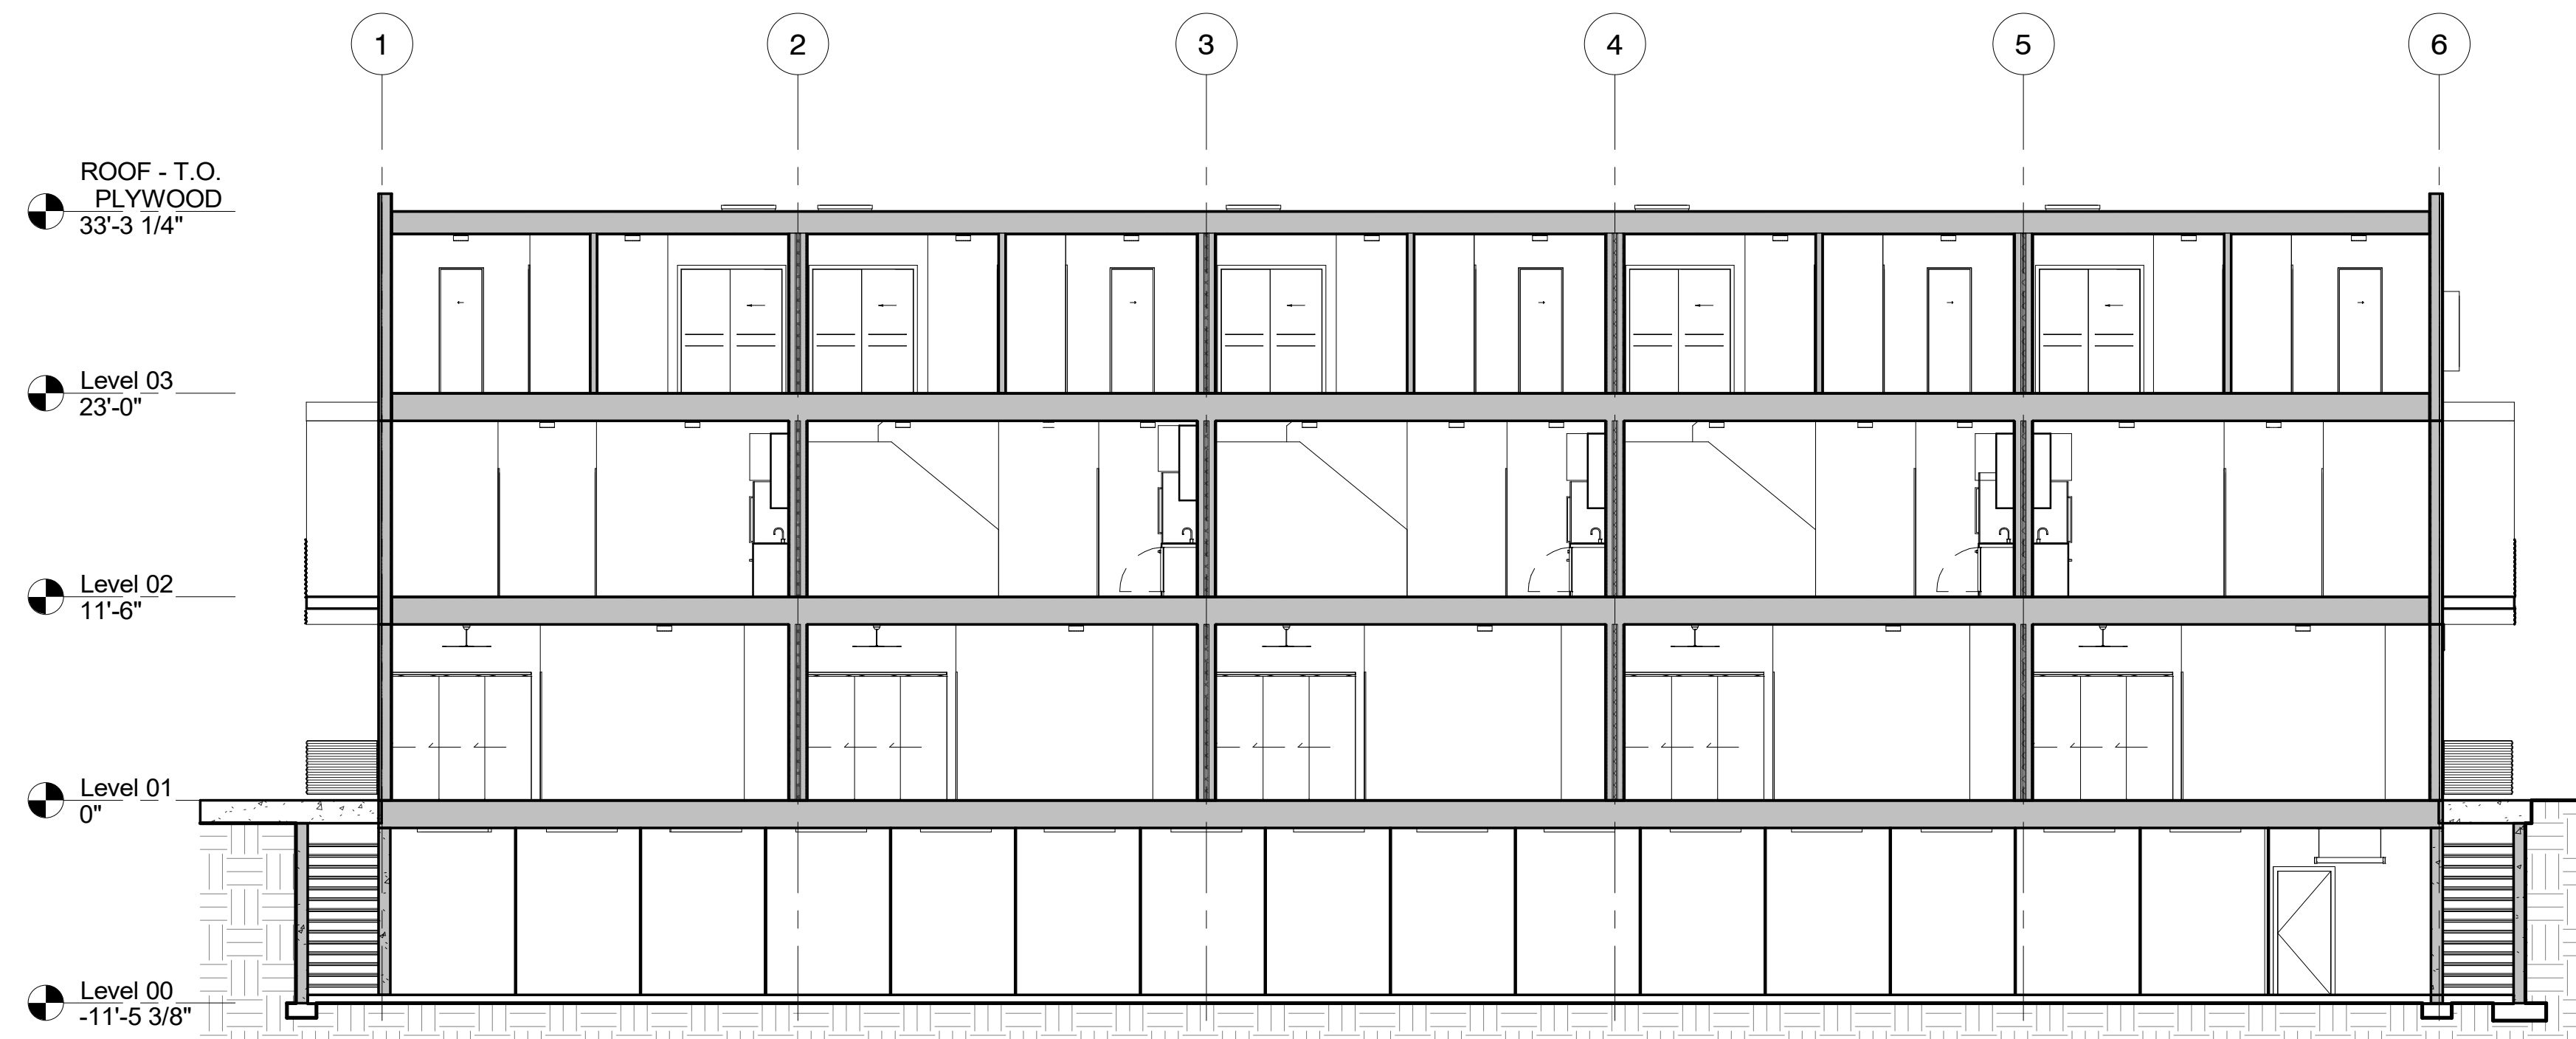 1
2
3
4
5
6
ROOF - T.O.
PLYWOOD
33'-3 1/4"
Level 03
23'-0"
Level 02
11'-6"
Level 01
0"
Level 00
-11'-5 3/8"